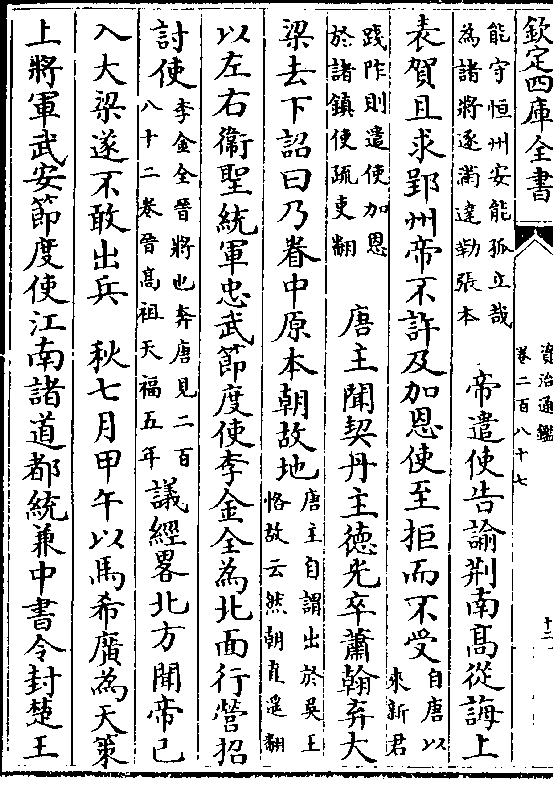 欽定四庫全書
資治通鑑
卷二百八十七
十三
能守恒州安能孤立哉
為諸將逐滿達勒張本
帝遣使告諭荆南髙從誨上
表賀且求郢州帝不許及加恩使至拒而不受
自唐以
來新君
踐阼則遣使加恩
於諸鎮使疏吏翻
唐主聞契丹主徳光卒蕭翰弃大
梁去下詔曰乃眷中原本朝故地
唐主自謂出於吳王
恪故云然朝直遥翻
以左右衞聖統軍忠武節度使李金全為北面行營招
討使
李金全晉將也奔唐見二百
八十二卷晉髙祖天福五年
議經畧北方聞帝已
入大梁遂不敢出兵 秋七月甲午以馬希廣為天策
上將軍武安節度使江南諸道都統兼中書令封楚王